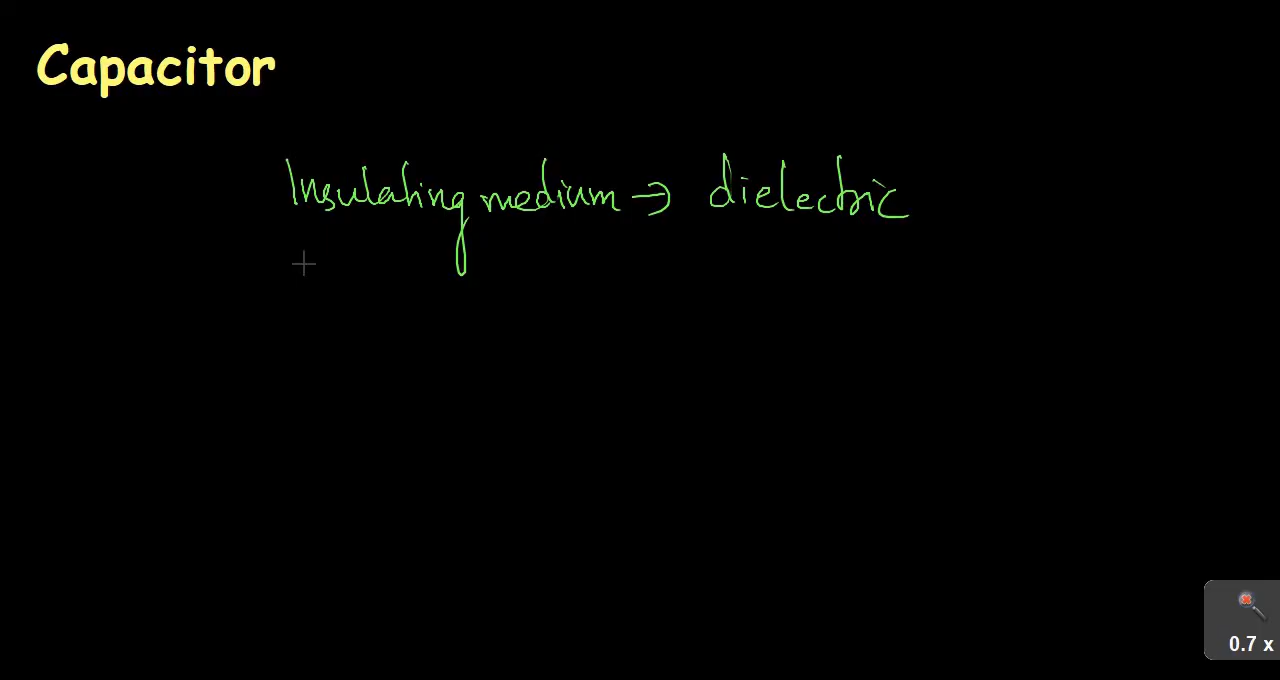 Capacitor
Insulating medium → dielectric
0.7 x